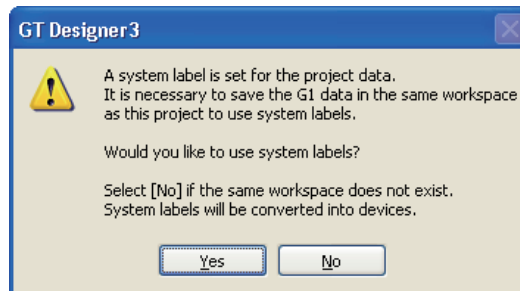 GT Designer3
A system label is set for the project data.
It is necessary to save the G1 data in the same workspace
as this project to use system labels.
Would you like to use system labels?
Select [No] if the same workspace does not exist.
System labels will be converted into devices.
Yes
No